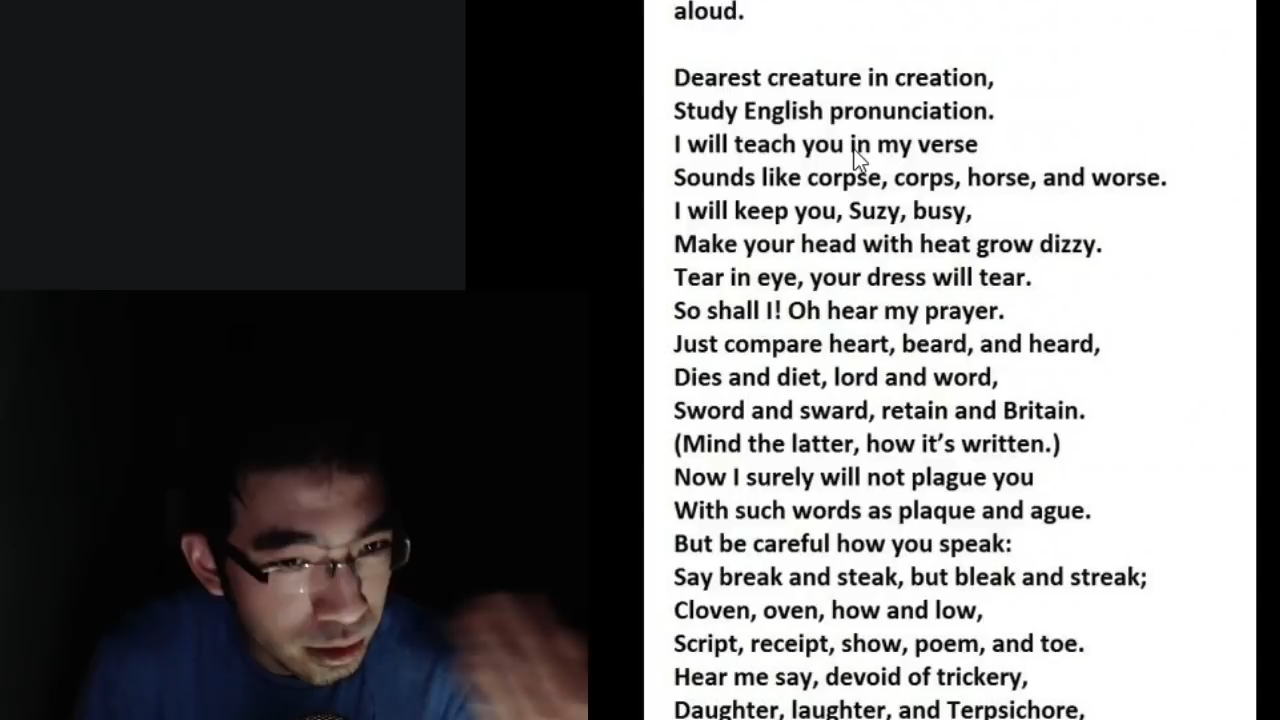 aloud.
Dearest creature in creation,
Study English pronunciation.
I will teach you in my verse
Sounds like corpse, corps, horse, and worse.
I will keep you, Suzy, busy,
Make your head with heat grow dizzy.
Tear in eye, your dress will tear.
So shall I! Oh hear my prayer.
Just compare heart, beard, and heard,
Dies and diet, lord and word,
Sword and sward, retain and Britain.
(Mind the latter, how it’s written.)
Now I surely will not plague you
With such words as plaque and ague.
But be careful how you speak:
Say break and steak, but bleak and streak;
Cloven, oven, how and low,
Script, receipt, show, poem, and toe.
Hear me say, devoid of trickery,
Daughter, laughter, and Terpsichore,